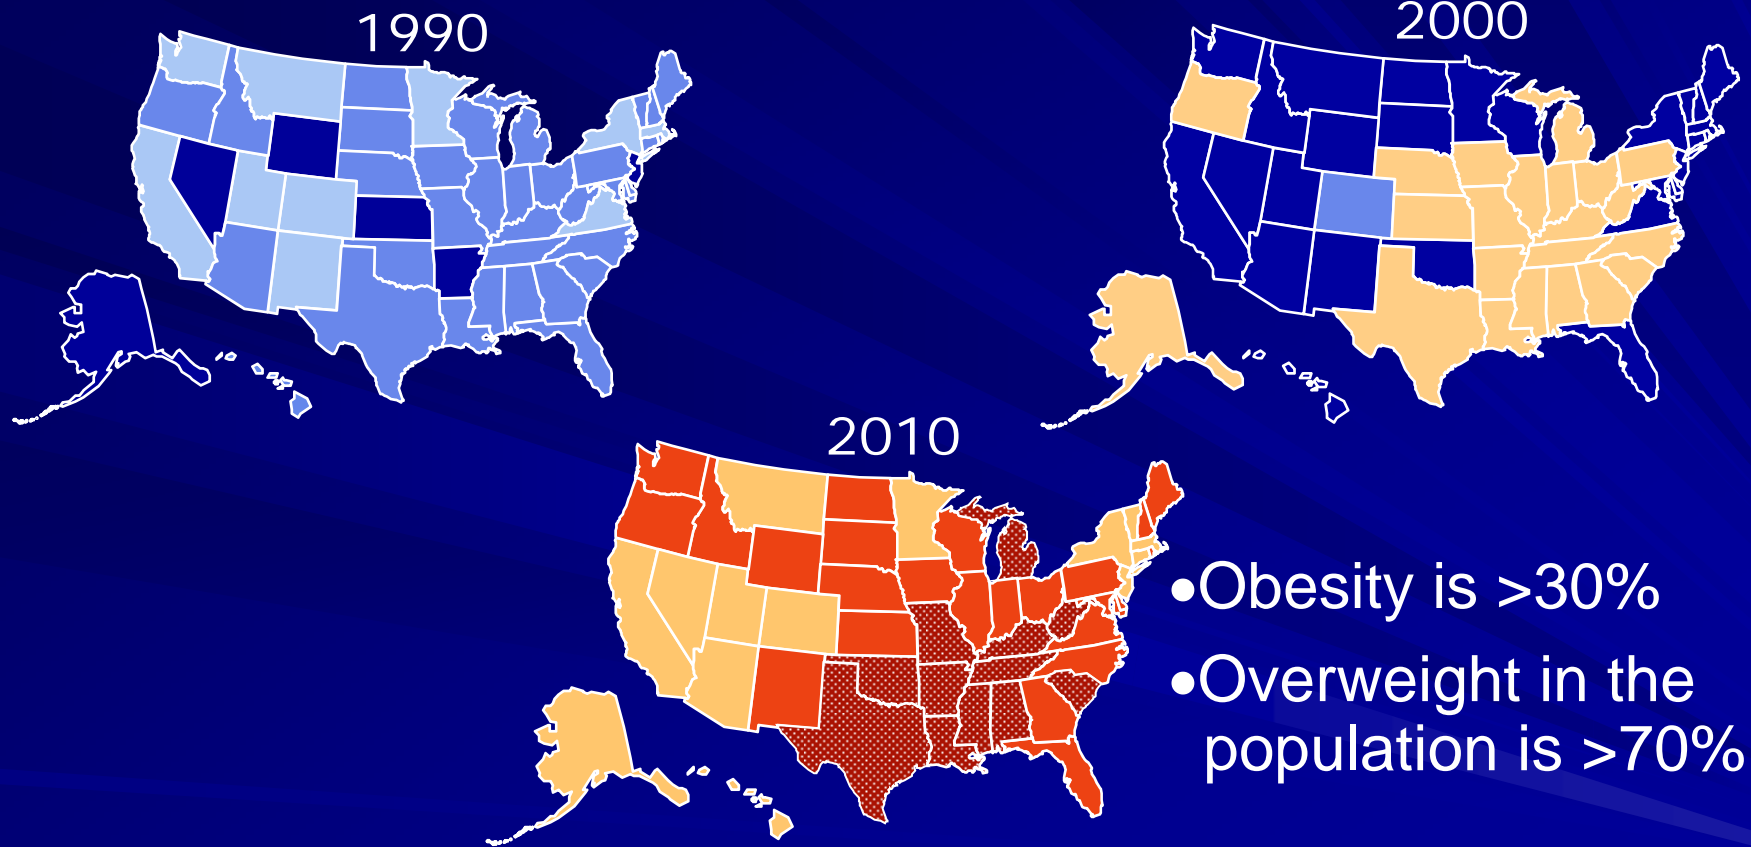 1990
2000
2010
•Obesity is >30%
•Overweight in the
population is >70%